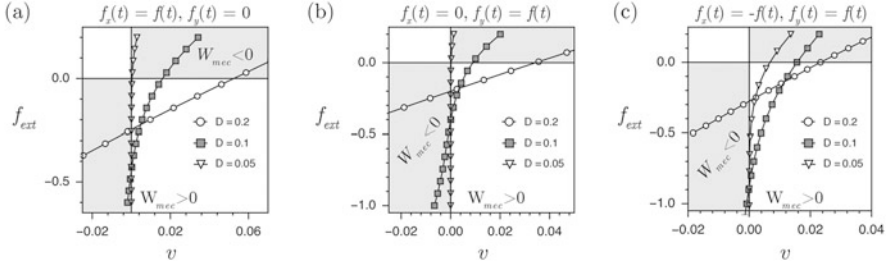 (a) f_x(t) = f(t), f_y(t) = 0
W_mec<0
0.0
f_ext
D = 0.2
D = 0.1
D = 0.05
-0.5
W_mec>0
-0.02 0.02 0.06
v
(b) f_x(t) = 0, f_y(t) = f(t)
0.0
f_ext
W_mec<0
-0.5
D = 0.2
D = 0.1
D = 0.05
-1.0
W_mec>0
-0.02 0.00 0.02 0.04
v
(c) f_x(t) = -f(t), f_y(t) = f(t)
0.0
f_ext
-0.5
W_mec<0
D = 0.2
D = 0.1
D = 0.05
-1.0
W_mec>0
-0.02 0.00 0.02 0.04
v